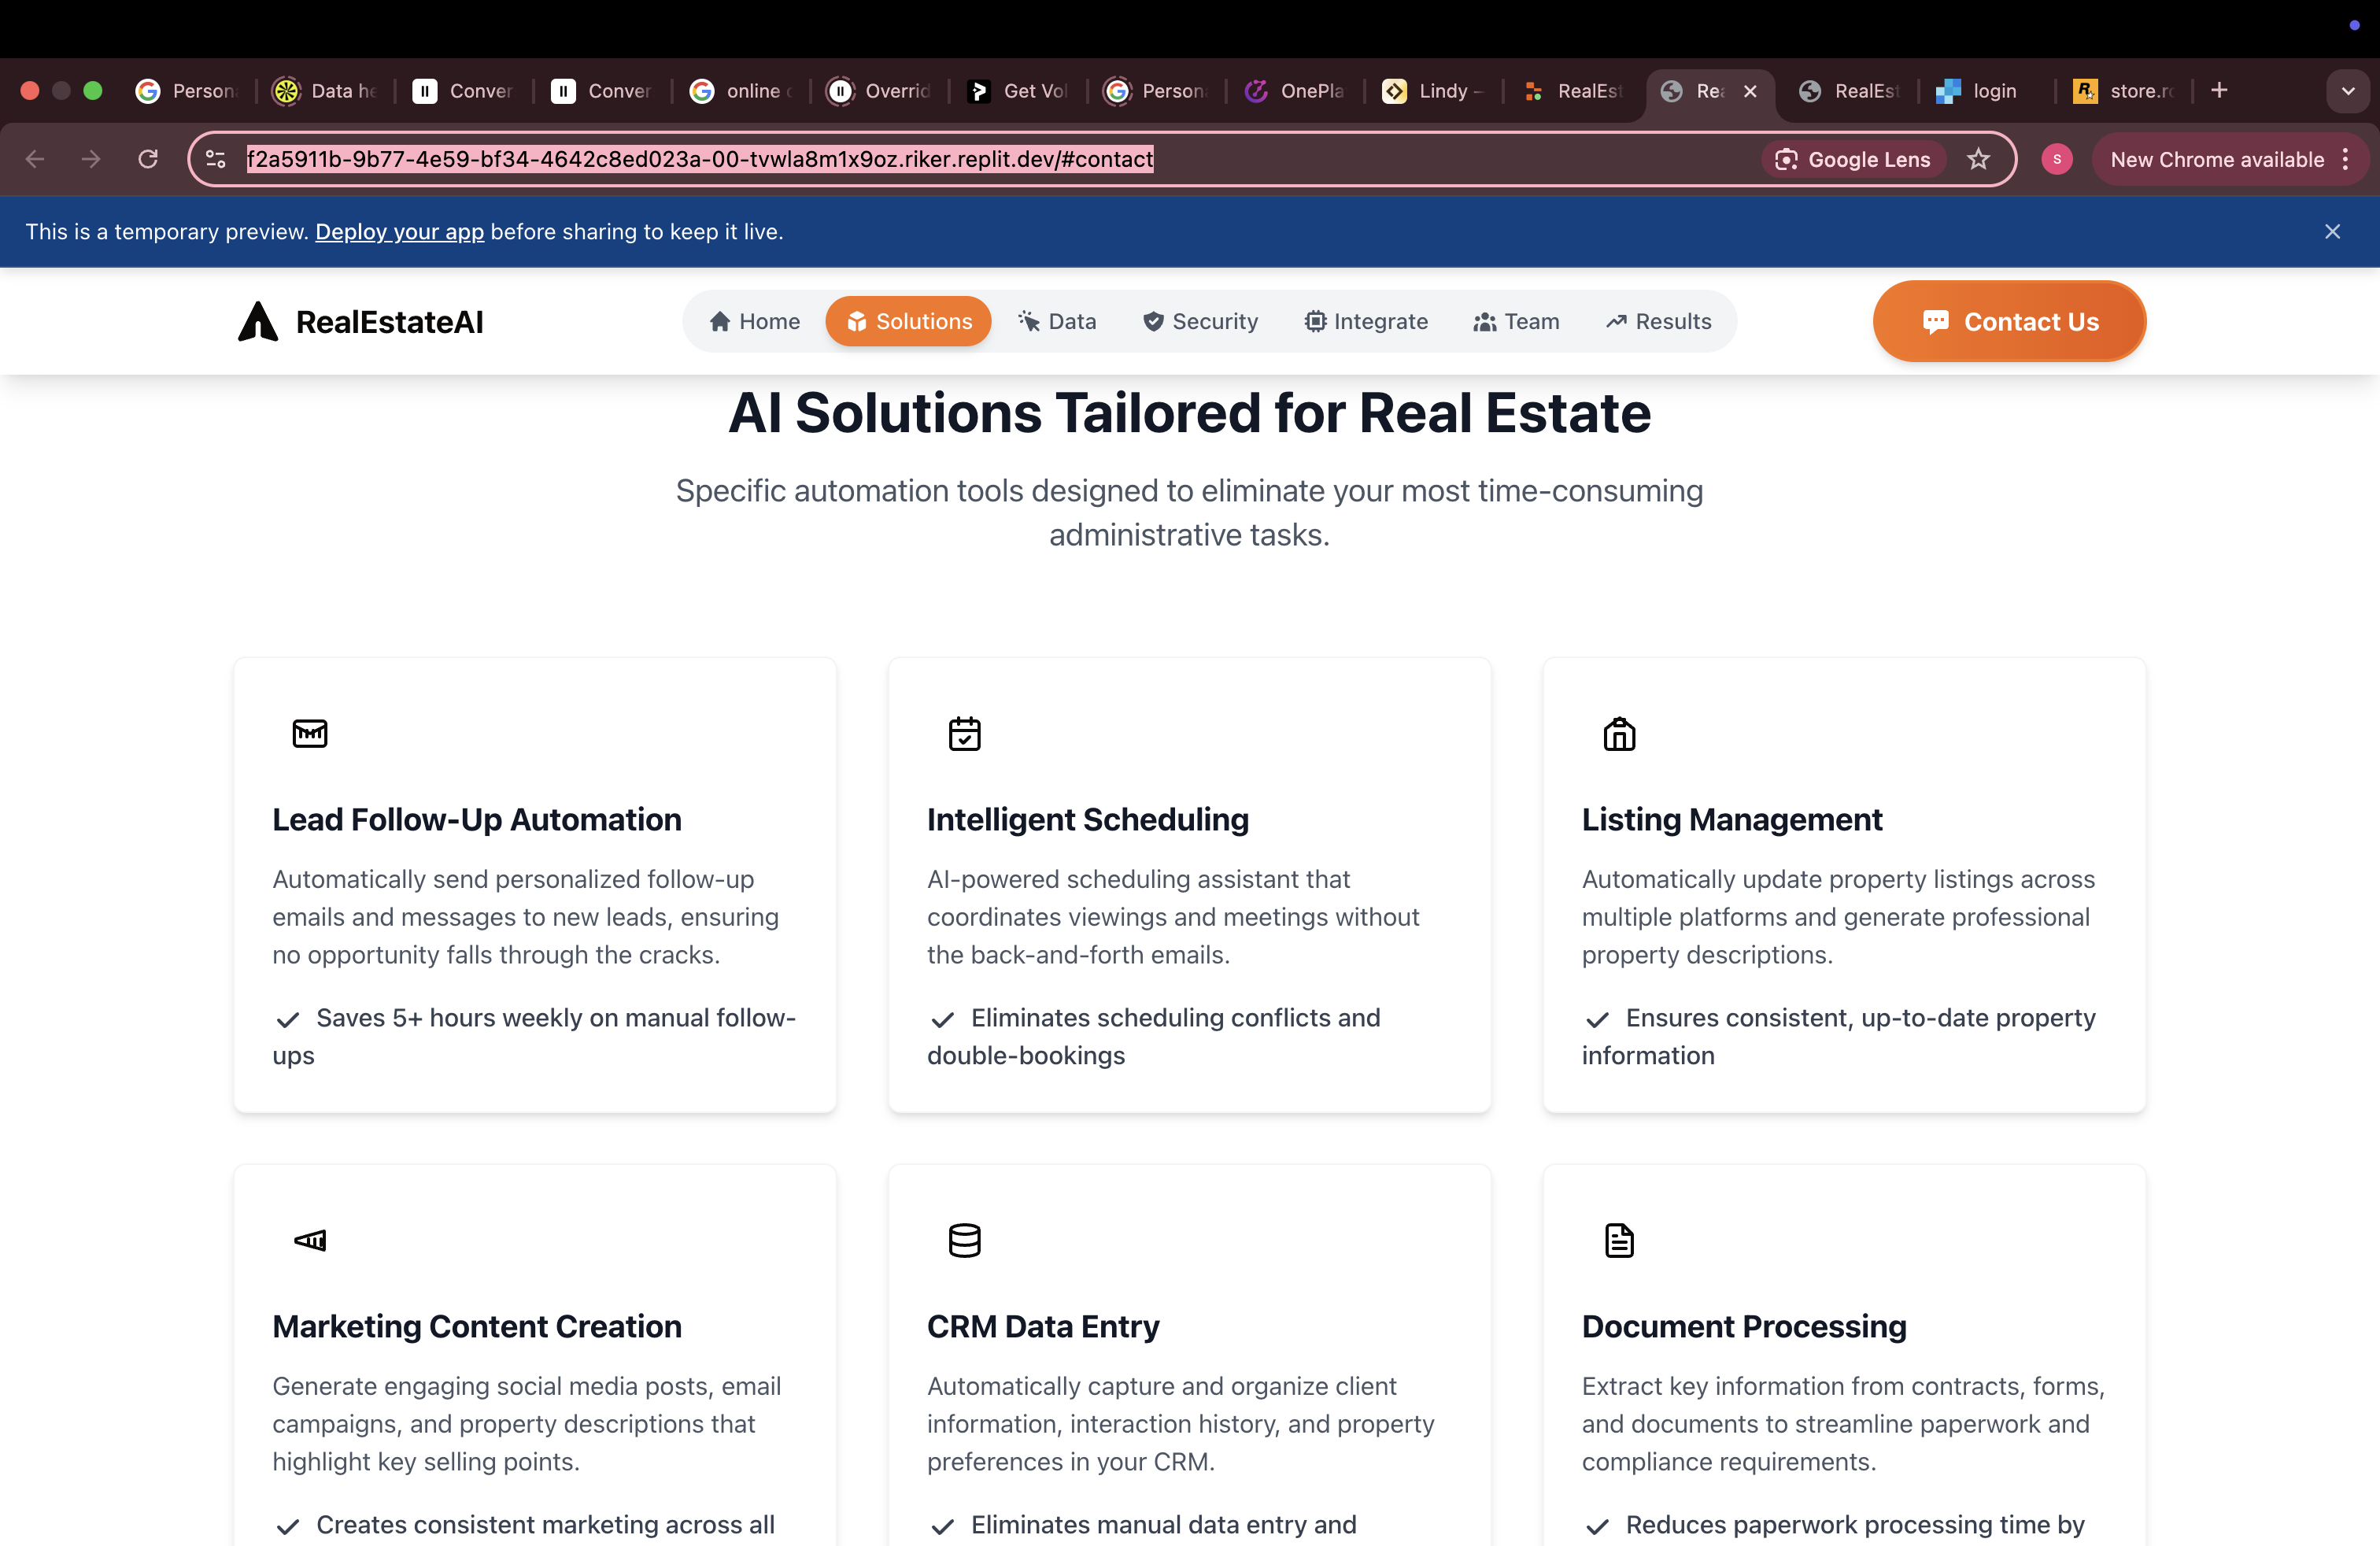 Person
Data he
Conver
Conver
online
Overrid
Get Vol
Person
OnePla
Lindy –
RealEst
Rea
RealEst
login
store.ro
f2a5911b-9b77-4e59-bf34-4642c8ed023a-00-tvwla8m1x9oz.riker.replit.dev/#contact
Google Lens
S
New Chrome available
This is a temporary preview. Deploy your app before sharing to keep it live.
RealEstateAI
Home
Solutions
Data
Security
Integrate
Team
Results
Contact Us
AI Solutions Tailored for Real Estate
Specific automation tools designed to eliminate your most time-consuming
administrative tasks.
Lead Follow-Up Automation
Automatically send personalized follow-up
emails and messages to new leads, ensuring
no opportunity falls through the cracks.
Saves 5+ hours weekly on manual follow-
ups
Intelligent Scheduling
AI-powered scheduling assistant that
coordinates viewings and meetings without
the back-and-forth emails.
Eliminates scheduling conflicts and
double-bookings
Listing Management
Automatically update property listings across
multiple platforms and generate professional
property descriptions.
Ensures consistent, up-to-date property
information
Marketing Content Creation
Generate engaging social media posts, email
campaigns, and property descriptions that
highlight key selling points.
Creates consistent marketing across all
CRM Data Entry
Automatically capture and organize client
information, interaction history, and property
preferences in your CRM.
Eliminates manual data entry and
Document Processing
Extract key information from contracts, forms,
and documents to streamline paperwork and
compliance requirements.
Reduces paperwork processing time by